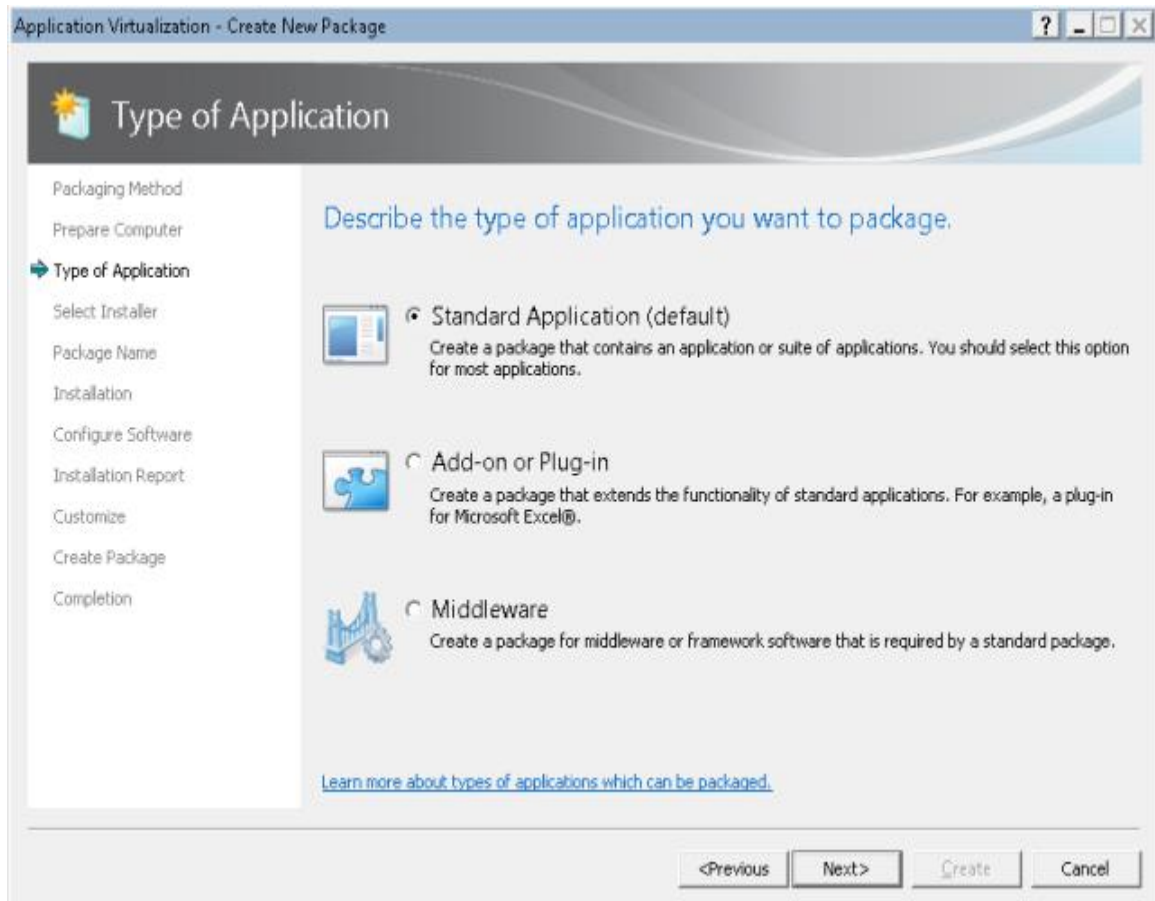 Application Virtualization - Create New Package
Type of Application
Packaging Method
Prepare Computer
Type of Application
Select Installer
Package Name
Installation
Configure Software
Installation Report
Customize
Create Package
Completion
Describe the type of application you want to package.
Standard Application (default)
Create a package that contains an application or suite of applications. You should select this option
for most applications.
Add-on or Plug-in
Create a package that extends the functionality of standard applications. For example, a plug-in
for Microsoft Excel®.
Middleware
Create a package for middleware or framework software that is required by a standard package.
Learn more about types of applications which can be packaged.
<Previous
Next>
Create
Cancel